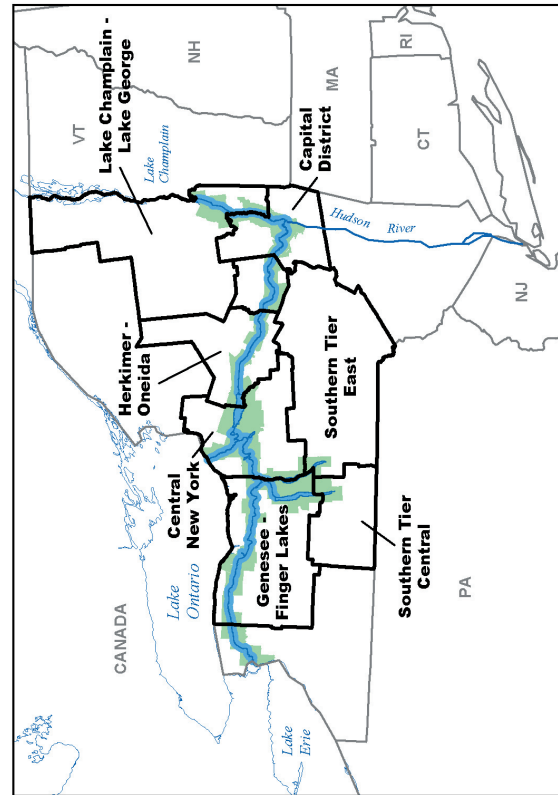 CANADA
VT
NH
Lake Champlain -
Lake George
Lake
Champlain
Herkimer -
Oneida
Central
New York
Lake
Ontario
Capital
District
MA
RI
CT
Hudson
River
Genesee -
Finger Lakes
Southern Tier
East
Lake
Erie
Southern Tier
Central
NJ
PA